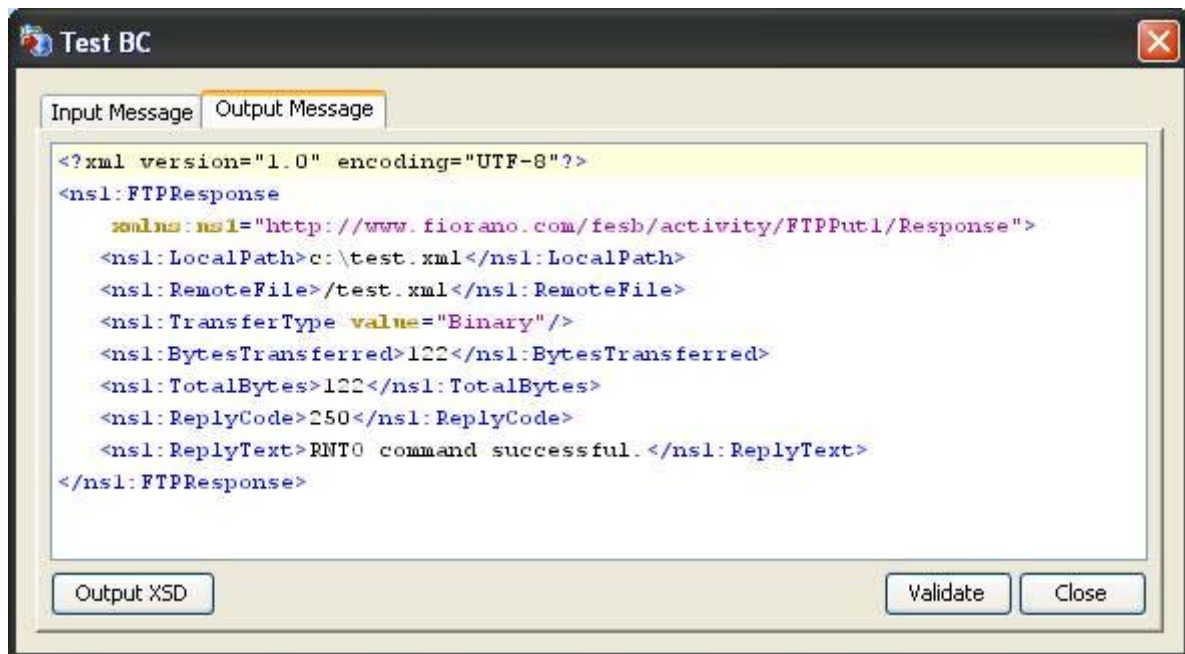 Test BC
Input Message Output Message
<?xml version="1.0" encoding="UTF-8"?>
<ns1:FTPResponse
xmlns:ns1="http://www.fiorano.com/fesb/activity/FTPPut1/Response">
<ns1:LocalPath>c:\test.xml</ns1:LocalPath>
<ns1:RemoteFile>/test.xml</ns1:RemoteFile>
<ns1:TransferType value="Binary"/>
<ns1:BytesTransferred>122</ns1:BytesTransferred>
<ns1:TotalBytes>122</ns1:TotalBytes>
<ns1:ReplyCode>250</ns1:ReplyCode>
<ns1:ReplyText>RNTO command successful.</ns1:ReplyText>
</ns1:FTPResponse>
Output XSD Validate Close